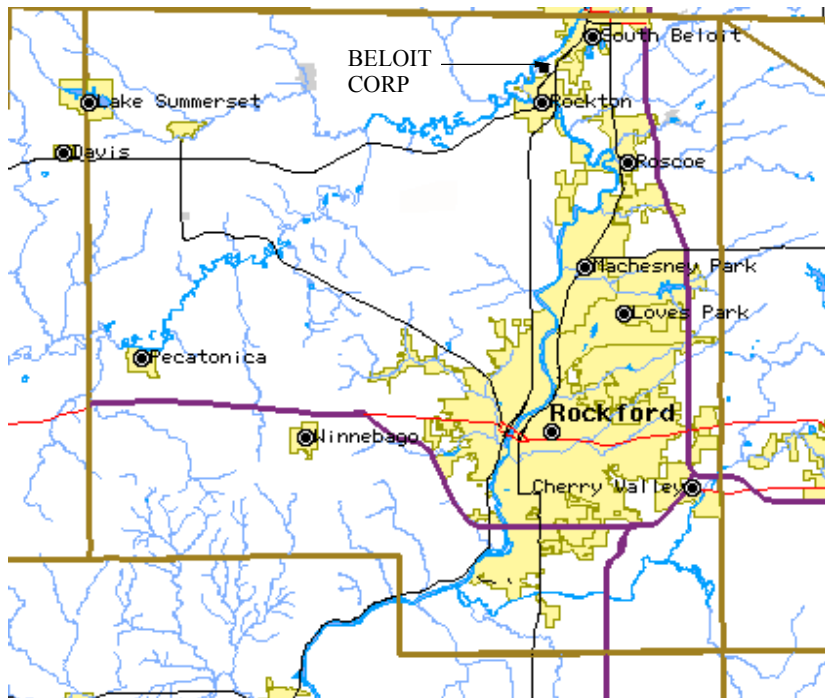 South Beloit
BELOIT
CORP
Lake Summerset
Rockton
Davis
Roscoe
Machesney Park
Loves Park
Pecatonica
Rockford
Winnebago
Cherry Valley